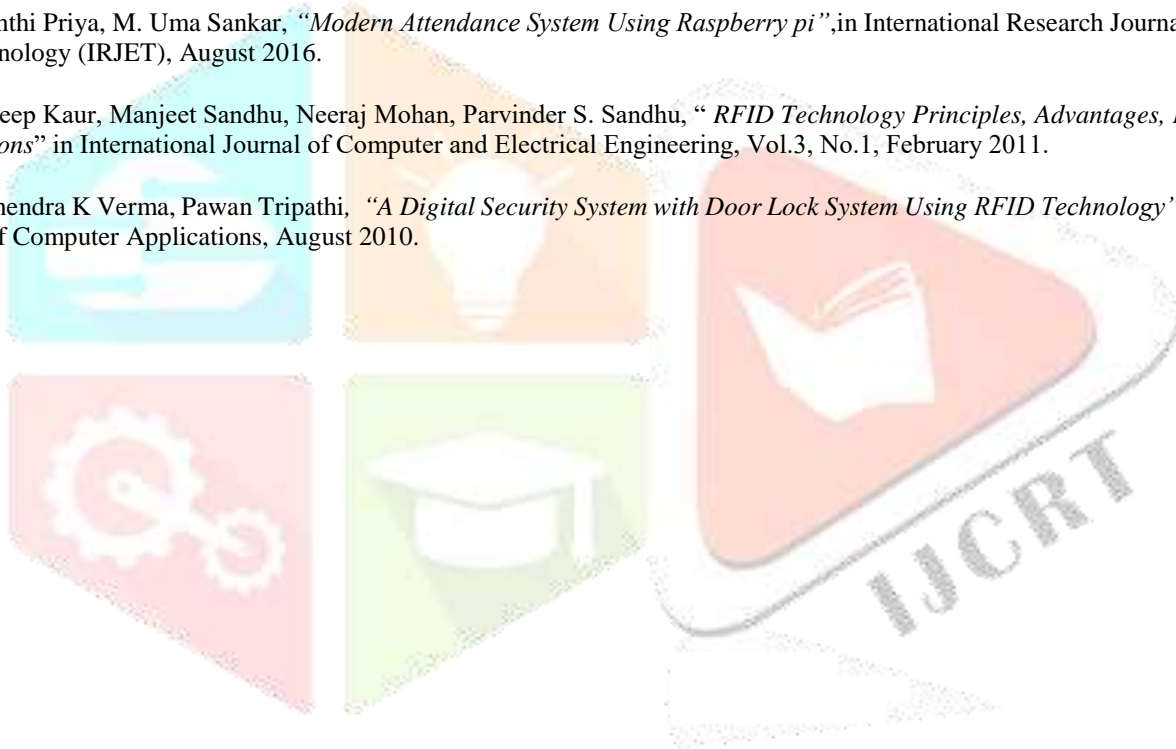 nthi Priya, M. Uma Sankar, “Modern Attendance System Using Raspberry pi”,in International Research Journa
nology (IRJET), August 2016.
eep Kaur, Manjeet Sandhu, Neeraj Mohan, Parvinder S. Sandhu, “ RFID Technology Principles, Advantages,
ons” in International Journal of Computer and Electrical Engineering, Vol.3, No.1, February 2011.
hendra K Verma, Pawan Tripathi, “A Digital Security System with Door Lock System Using RFID Technology”
f Computer Applications, August 2010.
IJCRT